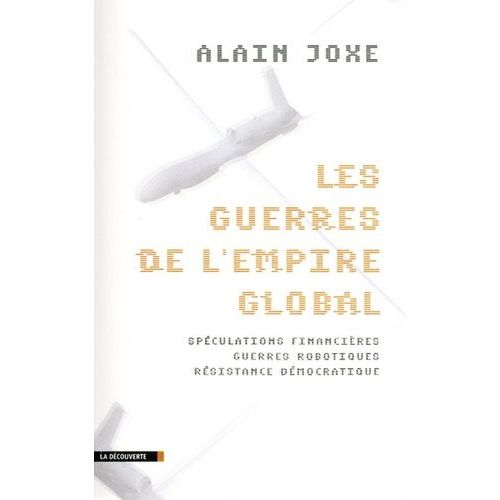 ALAIN JOXE
LES
GUERRES
DE L'EMPIRE
GLOBAL
SPÉCULATIONS FINANCIÈRES
GUERRES ROBOTIQUES
RÉSISTANCE DÉMOCRATIQUE
LA DÉCOUVERTE